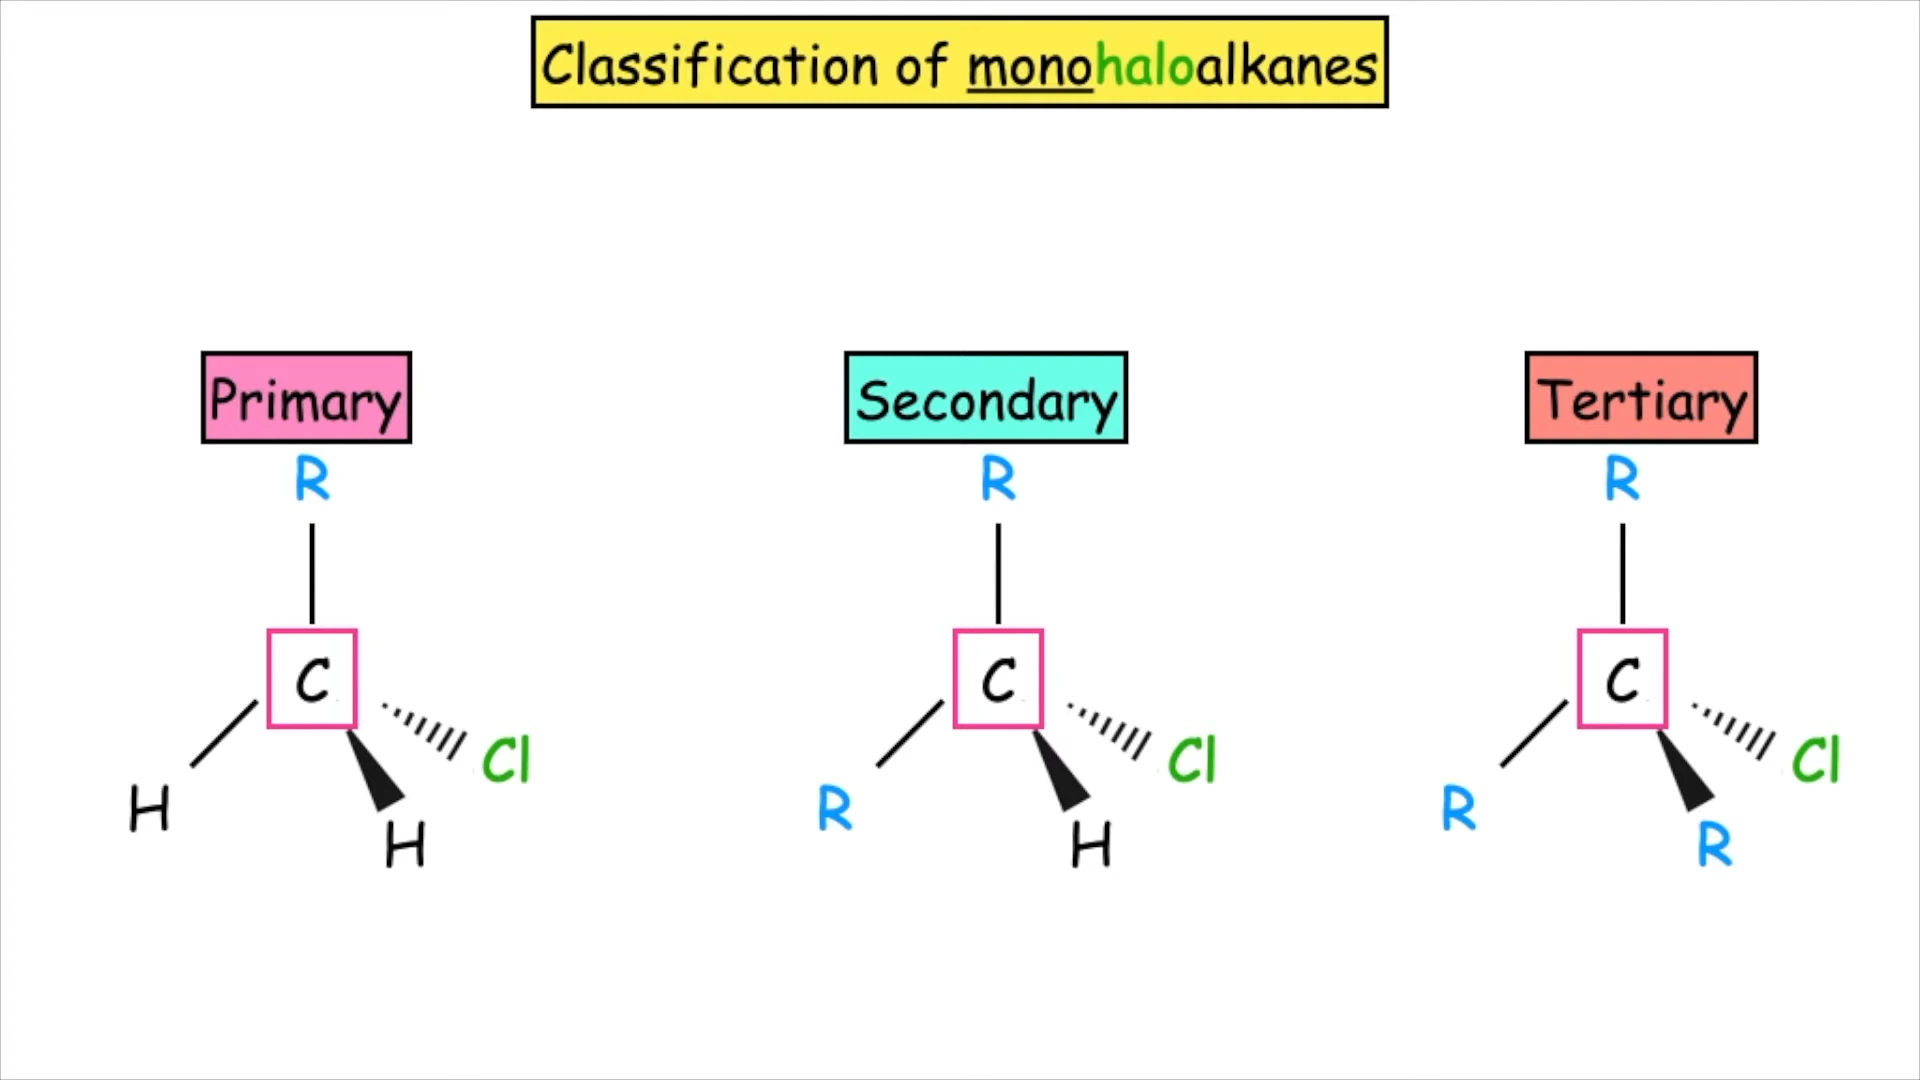 Classification of monohaloalkanes
Primary Secondary Tertiary
R R R
C C C
Cl Cl Cl
H R R
H H R